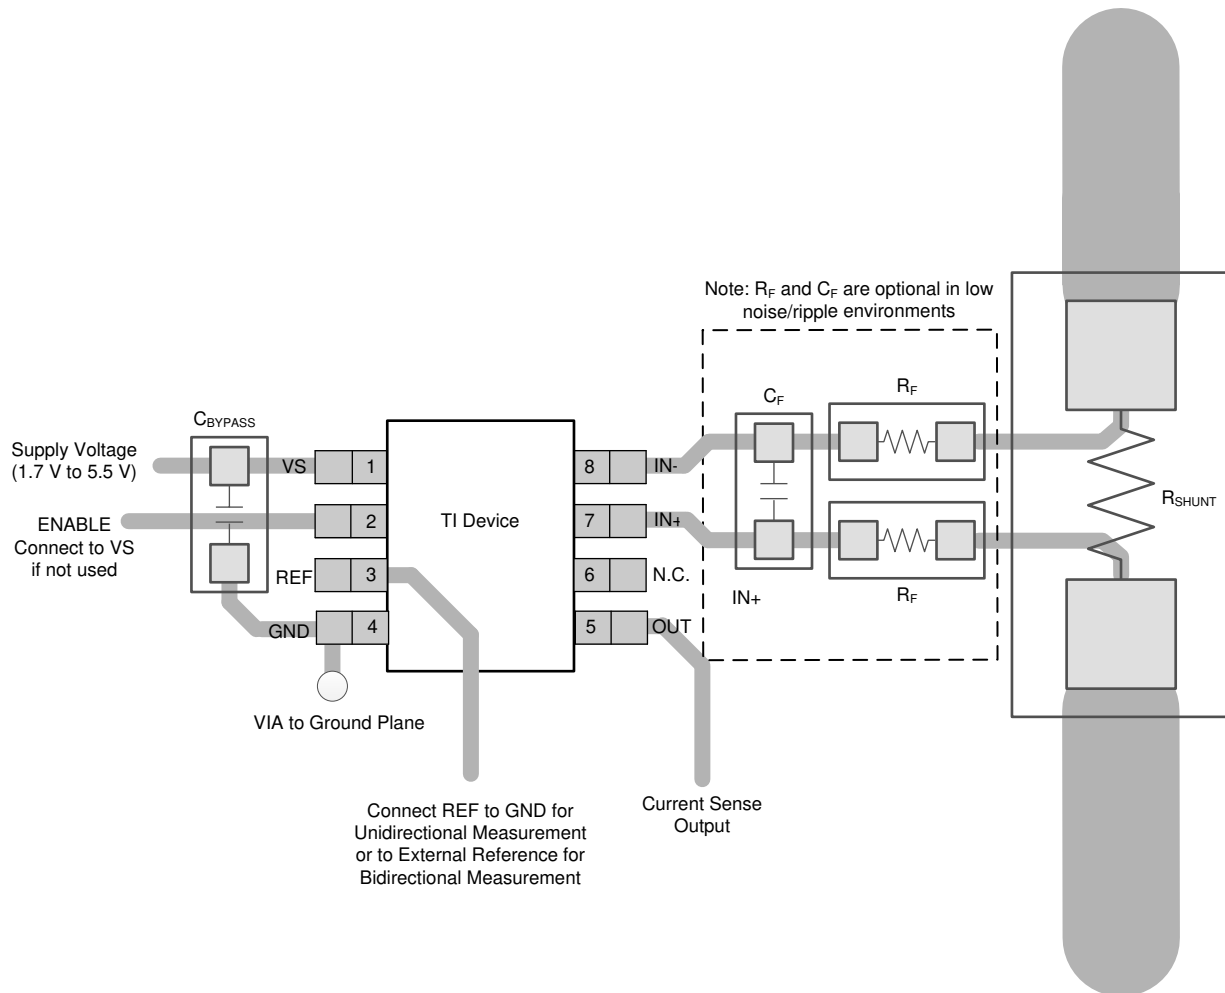 Note: RF and CF are optional in low
noise/ripple environments
RF
CF
CBYPASS
Supply Voltage
(1.7 V to 5.5 V)
VS
1
8
IN-
RSHUNT
ENABLE
Connect to VS
if not used
2
TI Device
7
IN+
REF
3
6
N.C.
RF
IN+
GND
4
5
OUT
VIA to Ground Plane
Connect REF to GND for
Unidirectional Measurement
or to External Reference for
Bidirectional Measurement
Current Sense
Output